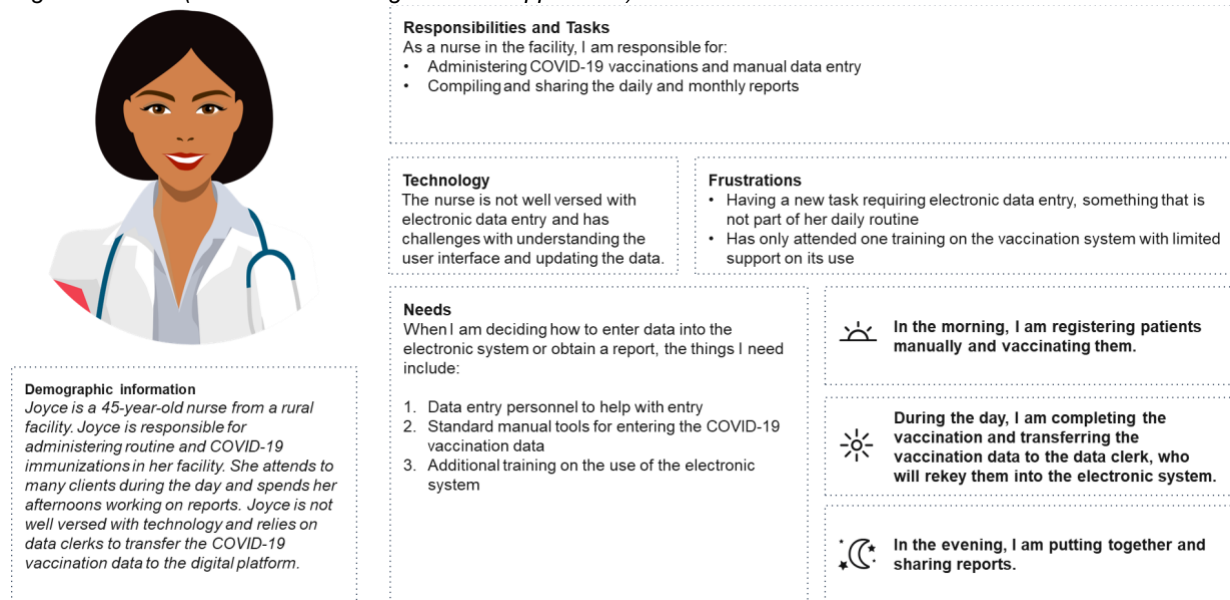 Responsibilities and Tasks
As a nurse in the facility, I am responsible for:
• Administering COVID-19 vaccinations and manual data entry
• Compiling and sharing the daily and monthly reports
Technology
The nurse is not well versed with
electronic data entry and has
challenges with understanding the
user interface and updating the data.
Frustrations
• Having a new task requiring electronic data entry, something that is
not part of her daily routine
• Has only attended one training on the vaccination system with limited
support on its use
Needs
When I am deciding how to enter data into the
electronic system or obtain a report, the things I need
include:
1. Data entry personnel to help with entry
2. Standard manual tools for entering the COVID-19
vaccination data
3. Additional training on the use of the electronic
system
In the morning, I am registering patients
manually and vaccinating them.
During the day, I am completing the
vaccination and transferring the
vaccination data to the data clerk, who
will rekey them into the electronic system.
In the evening, I am putting together and
sharing reports.
Demographic information
Joyce is a 45-year-old nurse from a rural
facility. Joyce is responsible for
administering routine and COVID-19
immunizations in her facility. She attends to
many clients during the day and spends her
afternoons working on reports. Joyce is not
well versed with technology and relies on
data clerks to transfer the COVID-19
vaccination data to the digital platform.